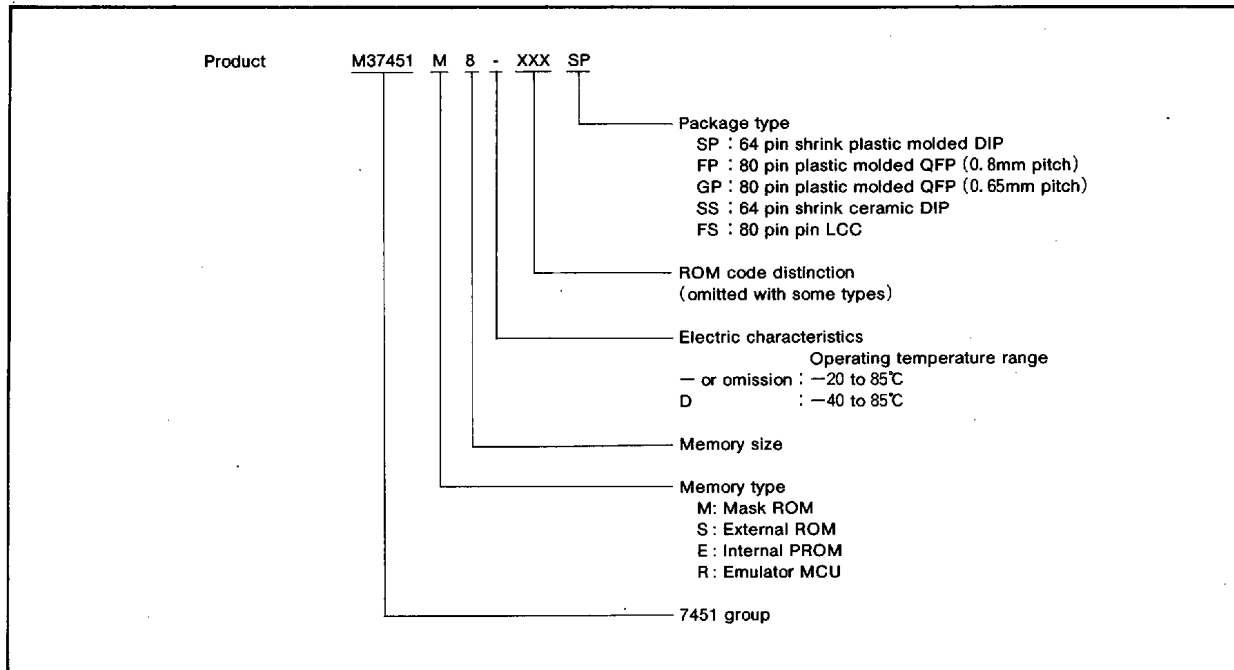 Product M37451 M 8 - XXX SP
Package type
SP : 64 pin shrink plastic molded DIP
FP : 80 pin plastic molded QFP (0.8mm pitch)
GP : 80 pin plastic molded QFP (0.65mm pitch)
SS : 64 pin shrink ceramic DIP
FS : 80 pin pin LCC
ROM code distinction
(omitted with some types)
Electric characteristics
Operating temperature range
— or omission : —20 to 85℃
D : —40 to 85℃
Memory size
Memory type
M: Mask ROM
S : External ROM
E : Internal PROM
R : Emulator MCU
7451 group